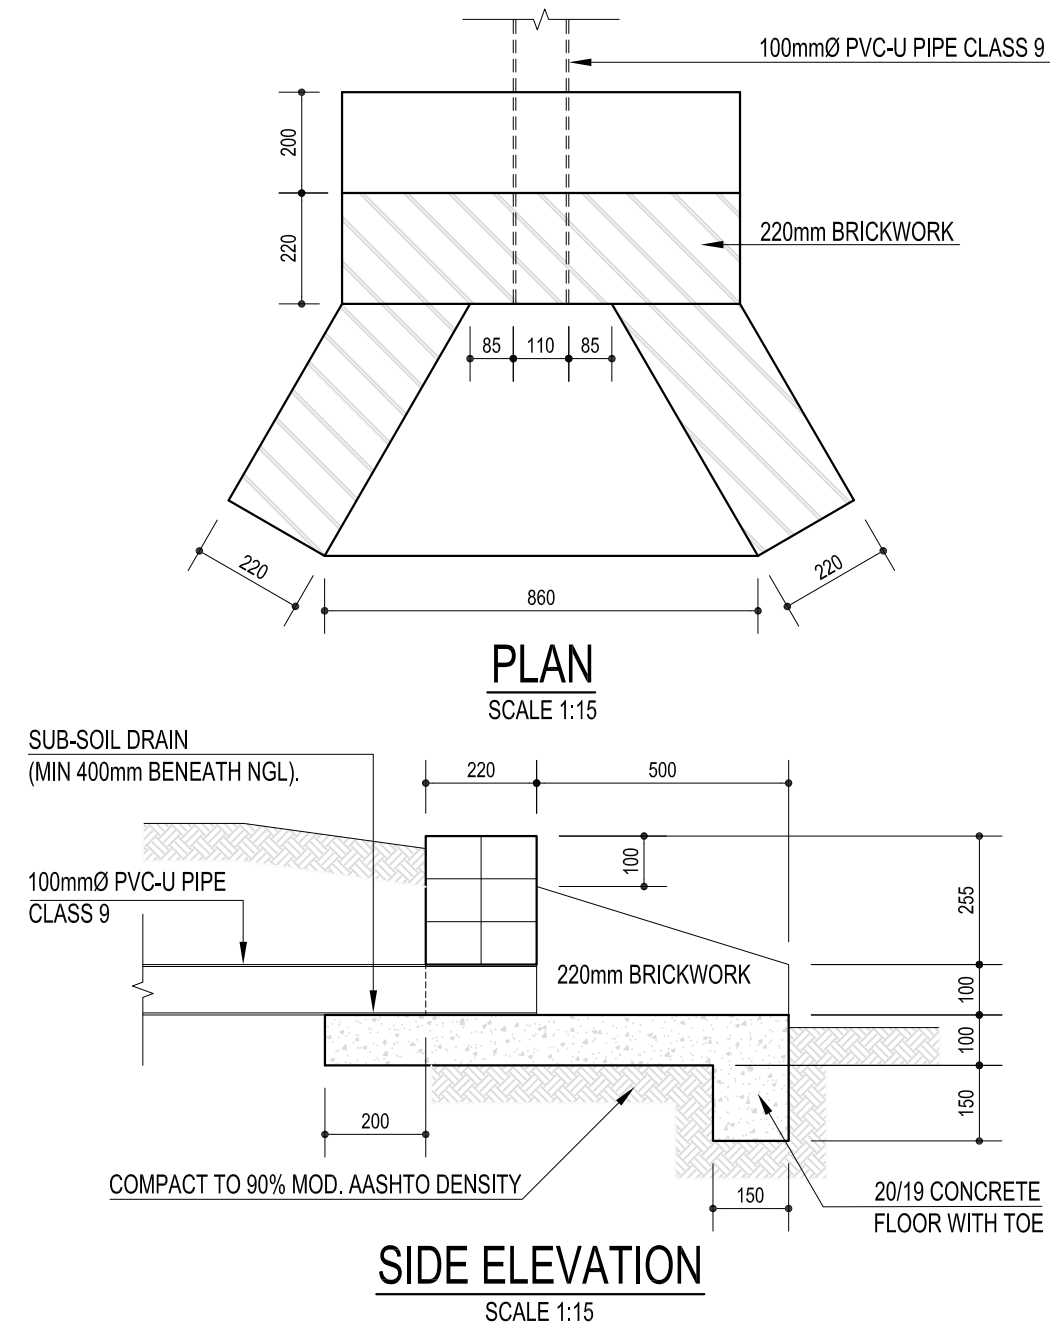 100mmØ PVC-U PIPE CLASS 9
200
220mm BRICKWORK
220
85 110 85
220
220
860
PLAN
SCALE 1:15
SUB-SOIL DRAIN
(MIN 400mm BENEATH NGL).
220
500
100
100mmØ PVC-U PIPE
CLASS 9
255
220mm BRICKWORK
100
100
150
200
COMPACT TO 90% MOD. AASHTO DENSITY
150
20/19 CONCRETE
FLOOR WITH TOE
SIDE ELEVATION
SCALE 1:15